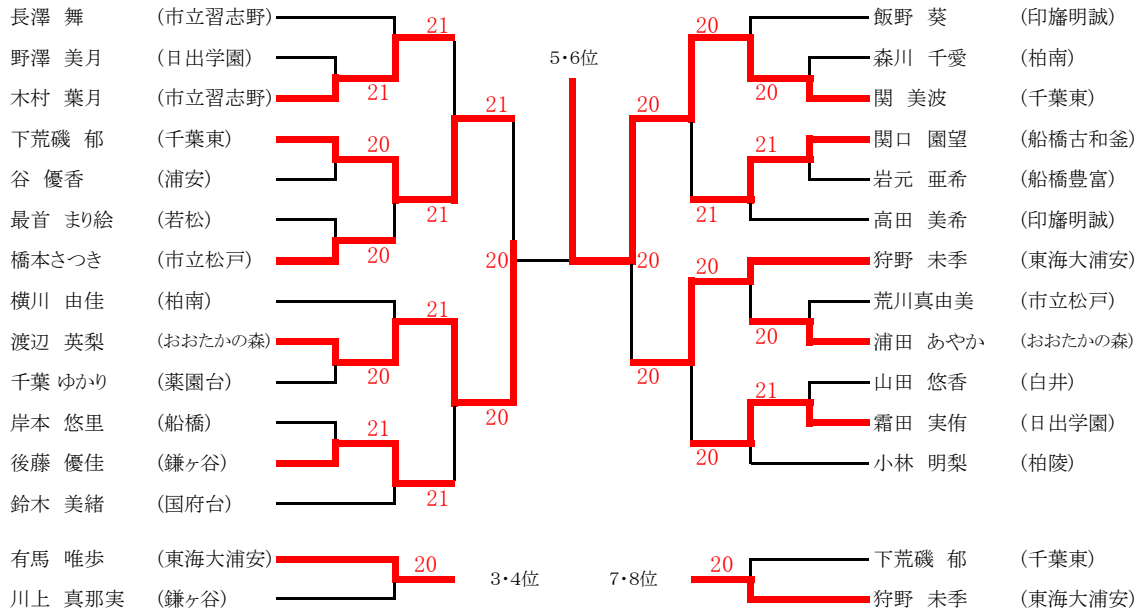 長澤 舞 (市立習志野)
野澤 美月 (日出学園)
木村 葉月 (市立習志野)
下荒磯 郁 (千葉東)
谷 優香 (浦安)
最首 まり絵 (若松)
橋本さつき (市立松戸)
横川 由佳 (柏南)
渡辺 英梨 (おおたかの森)
千葉 ゆかり (薬園台)
岸本 悠里 (船橋)
後藤 優佳 (鎌ヶ谷)
鈴木 美緒 (国府台)
21
21
20
21
20
21
21
20
20
21
20
21
5・6位
20
20
20
20
21
21
20
20
20
21
20
飯野 葵 (印旛明誠)
森川 千愛 (柏南)
関 美波 (千葉東)
関口 園望 (船橋古和釜)
岩元 亜希 (船橋豊富)
高田 美希 (印旛明誠)
狩野 未季 (東海大浦安)
荒川真由美 (市立松戸)
浦田 あやか (おおたかの森)
山田 悠香 (白井)
霜田 実侑 (日出学園)
小林 明梨 (柏陵)
有馬 唯歩 (東海大浦安)
川上 真那実 (鎌ヶ谷)
20
3・4位
7・8位
20
下荒磯 郁 (千葉東)
狩野 未季 (東海大浦安)